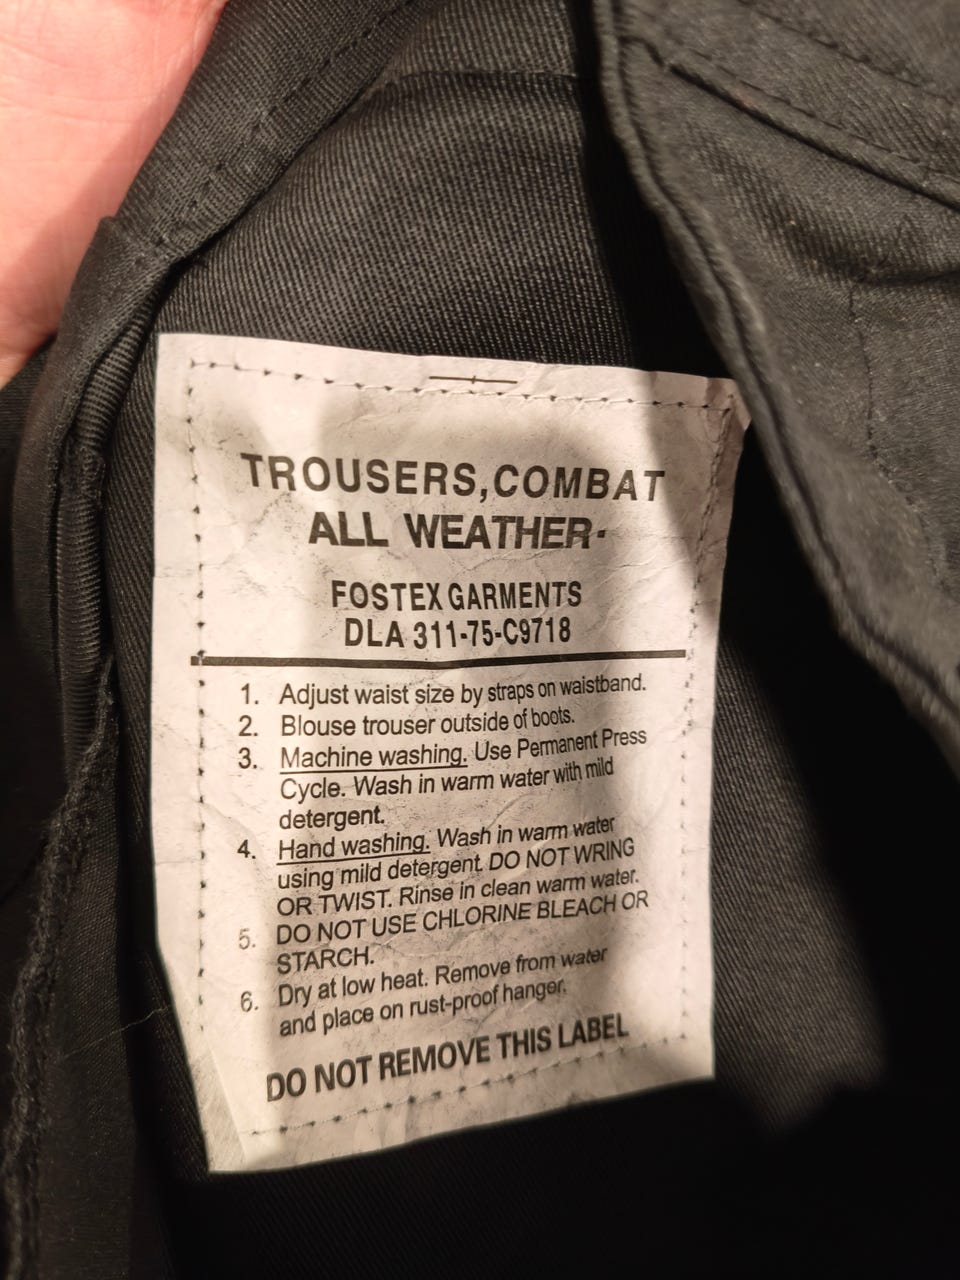 TROUSERS,COMBAT
ALL WEATHER·
FOSTEX GARMENTS
DLA 311-75-C9718
1. Adjust waist size by straps on waistband.
2. Blouse trouser outside of boots.
3. Machine washing. Use Permanent Press
Cycle. Wash in warm water with mild
detergent.
4. Hand washing. Wash in warm water
using mild detergent. DO NOT WRING
OR TWIST. Rinse in clean warm water.
5. DO NOT USE CHLORINE BLEACH OR
STARCH.
6. Dry at low heat. Remove from water
and place on rust-proof hanger.
DO NOT REMOVE THIS LABEL